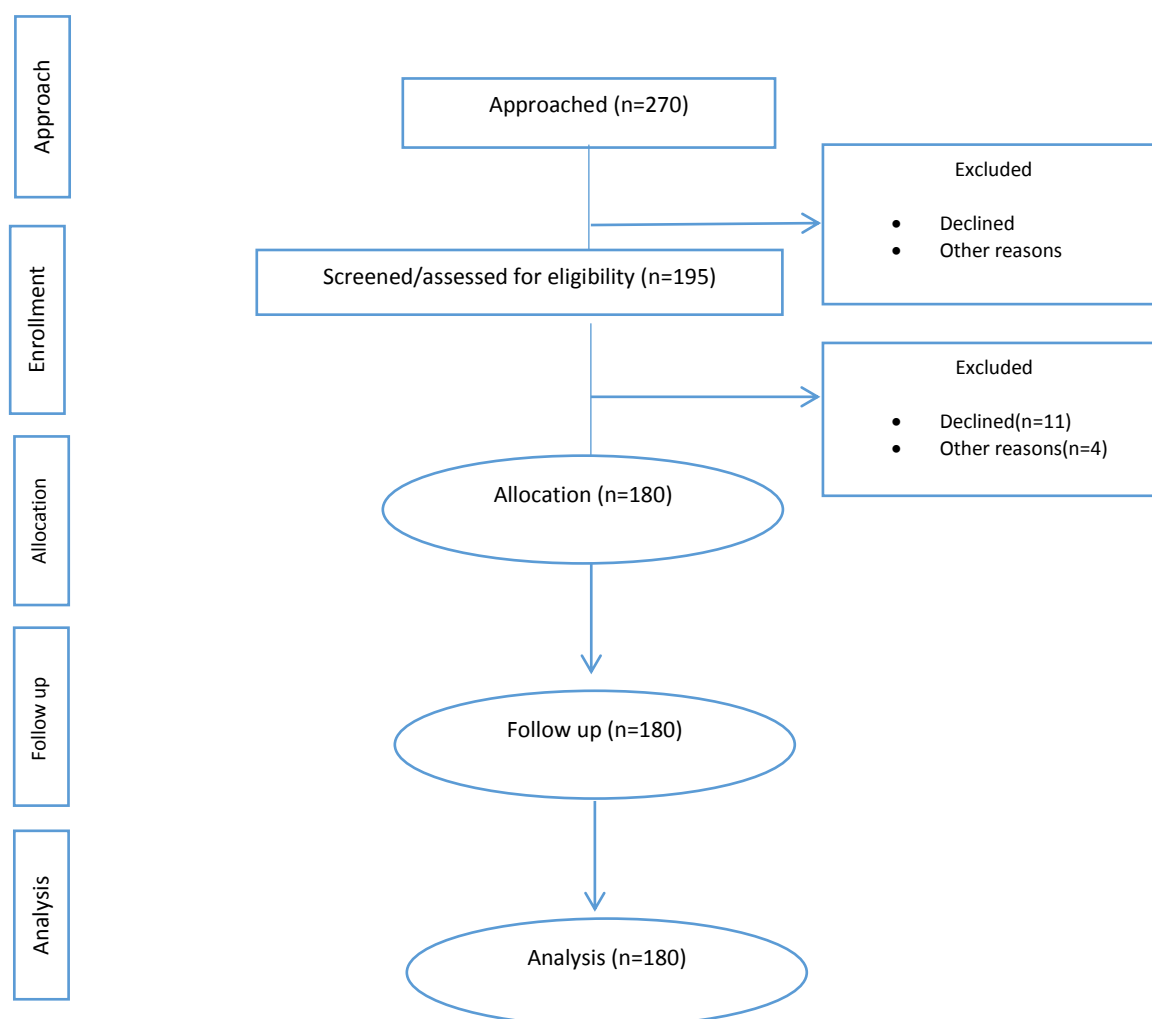 Approach
Approached (n=270)
Excluded
• Declined
• Other reasons
Enrollment
Screened/assessed for eligibility (n=195)
Excluded
• Declined(n=11)
• Other reasons(n=4)
Allocation
Allocation (n=180)
Follow up
Follow up (n=180)
Analysis
Analysis (n=180)